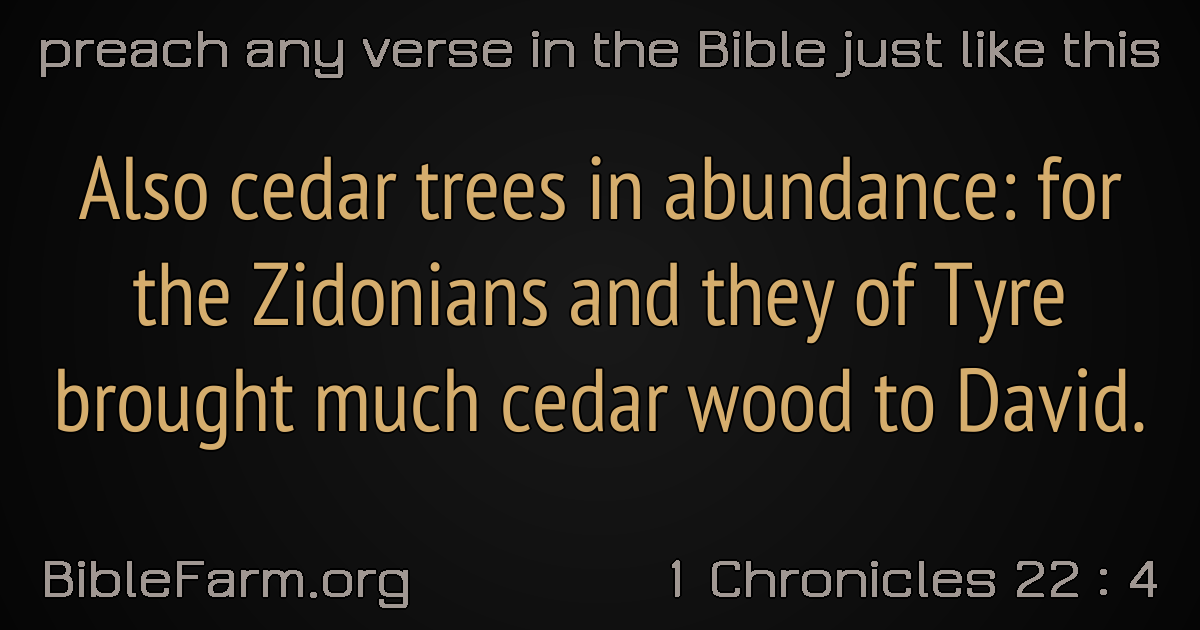 preach any verse in the Bible just like this
Also cedar trees in abundance: for
the Zidonians and they of Tyre
brought much cedar wood to David.
BibleFarm.org
1 Chronicles 22 : 4